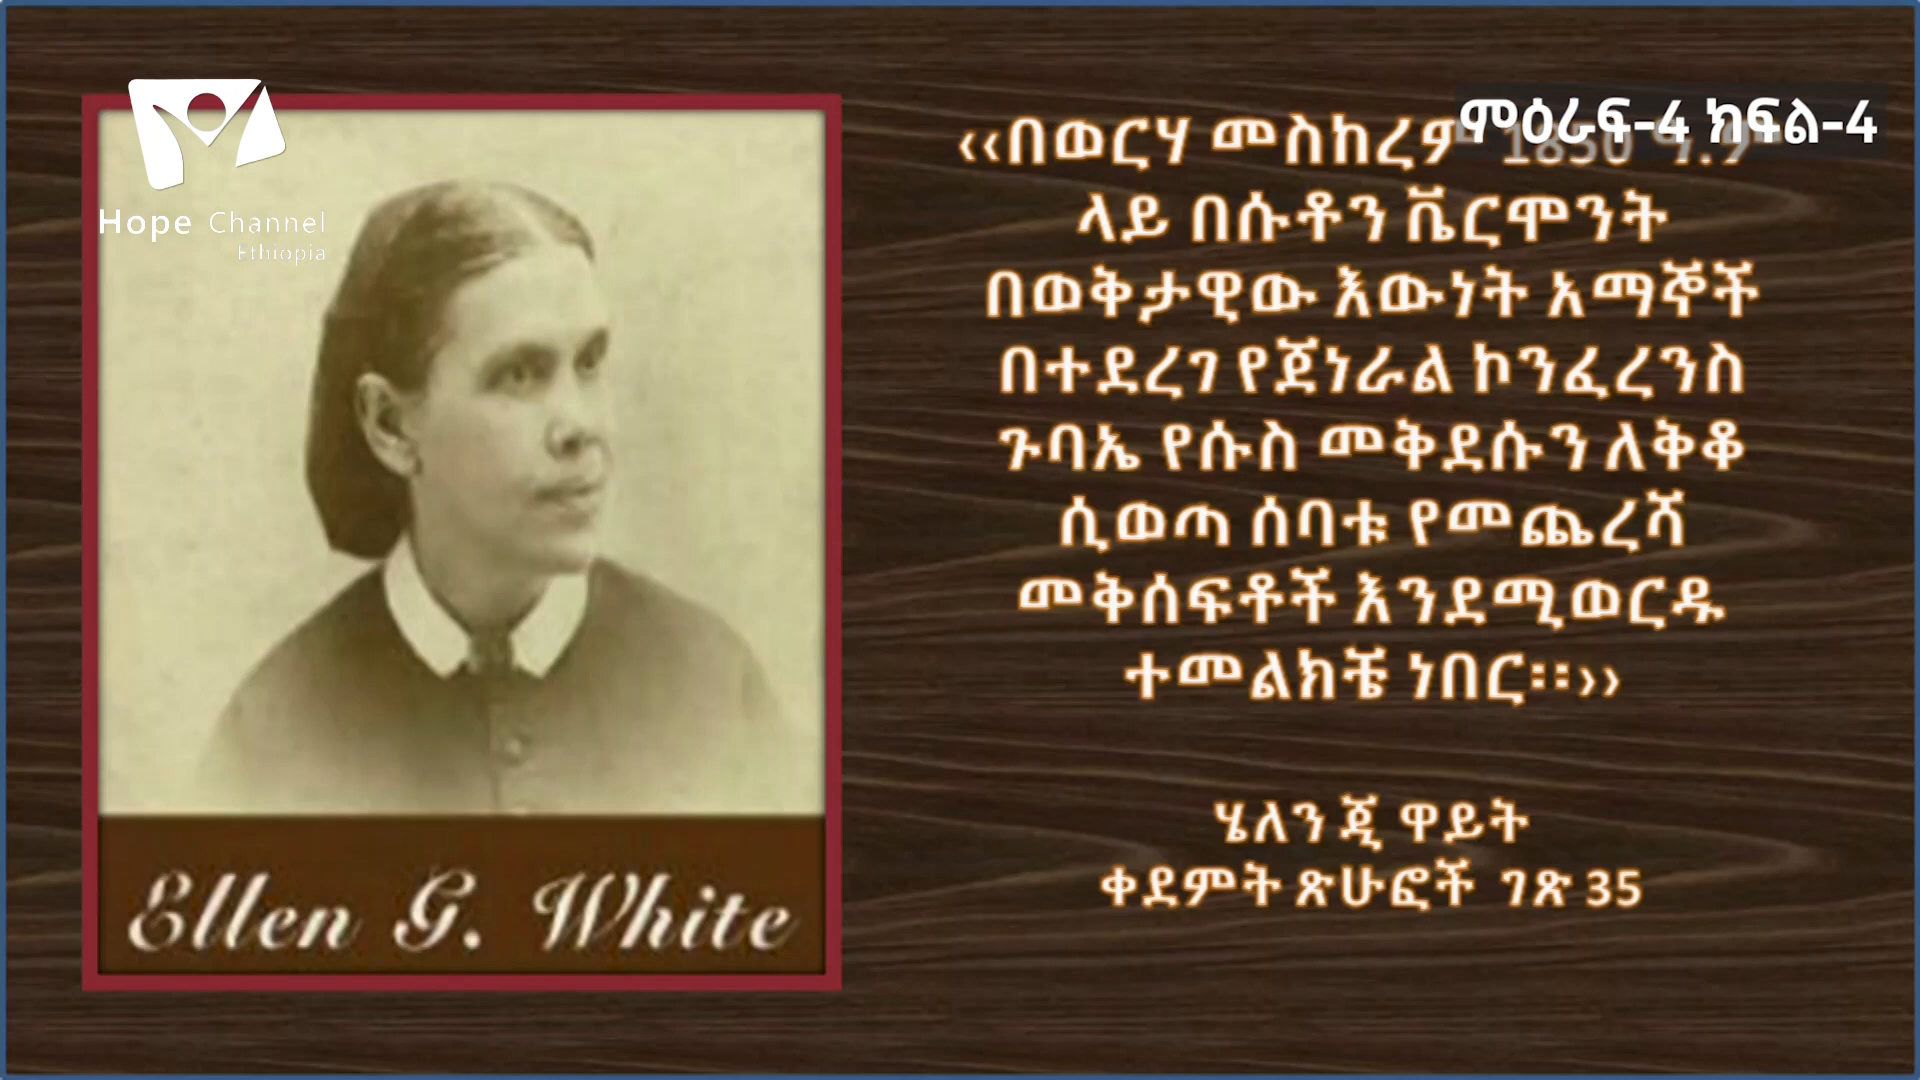 Hope Channel
Ethiopia
ምዕራፍ-4 ክፍል-4
‹‹በወርሃ መስከረም 1850 ዓ.ም
ላይ በሱቶን ቬርሞንት
በወቅታዊው እውነት አማኞች
በተደረገ የጀነራል ኮንፈረንስ
ጉባኤ የሱስ መቅደሱን ለቅቆ
ሲወጣ ሰባቱ የመጨረሻ
መቅሰፍቶች እንደሚወርዱ
ተመልክቼ ነበር፡፡››
ሄለን ጂ ዋይት
ቀደምት ጽሁፎች ገጽ 35
Ellen G. White